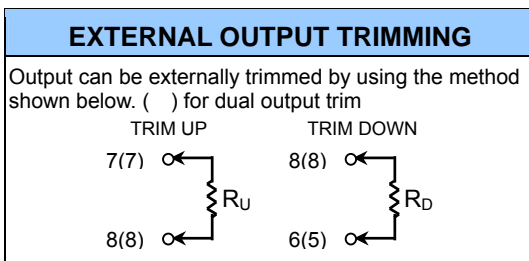 EXTERNAL OUTPUT TRIMMING
Output can be externally trimmed by using the method
shown below. (  ) for dual output trim
TRIM UP TRIM DOWN
7(7) 8(8)
RU RD
8(8) 6(5)